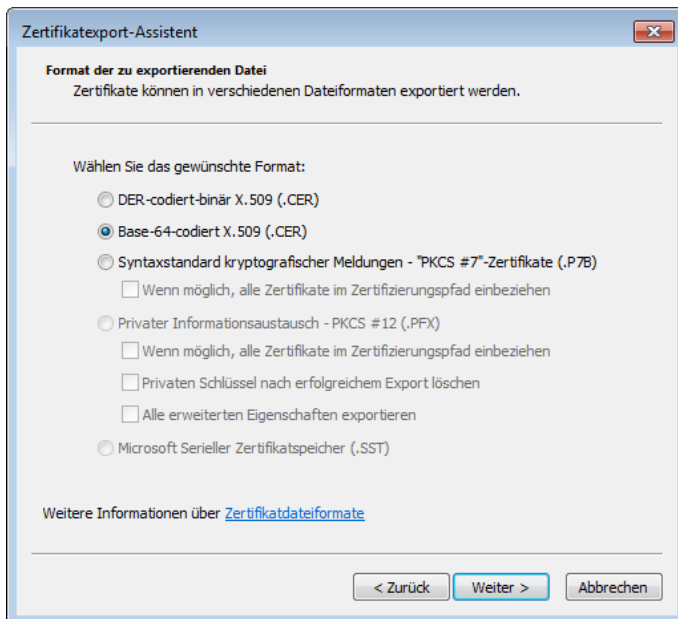 Zertifikatexport-Assistent
Format der zu exportierenden Datei
Zertifikate können in verschiedenen Dateiformaten exportiert werden.
Wählen Sie das gewünschte Format:
DER-codiert-binär X.509 (.CER)
Base-64-codiert X.509 (.CER)
Syntaxstandard kryptografischer Meldungen - "PKCS #7"-Zertifikate (.P7B)
Wenn möglich, alle Zertifikate im Zertifizierungspfad einbeziehen
Privater Informationsaustausch - PKCS #12 (.PFX)
Wenn möglich, alle Zertifikate im Zertifizierungspfad einbeziehen
Privaten Schlüssel nach erfolgreichem Export löschen
Alle erweiterten Eigenschaften exportieren
Microsoft Serieller Zertifikatspeicher (.SST)
Weitere Informationen über Zertifikatdateiformate
< Zurück Weiter > Abbrechen